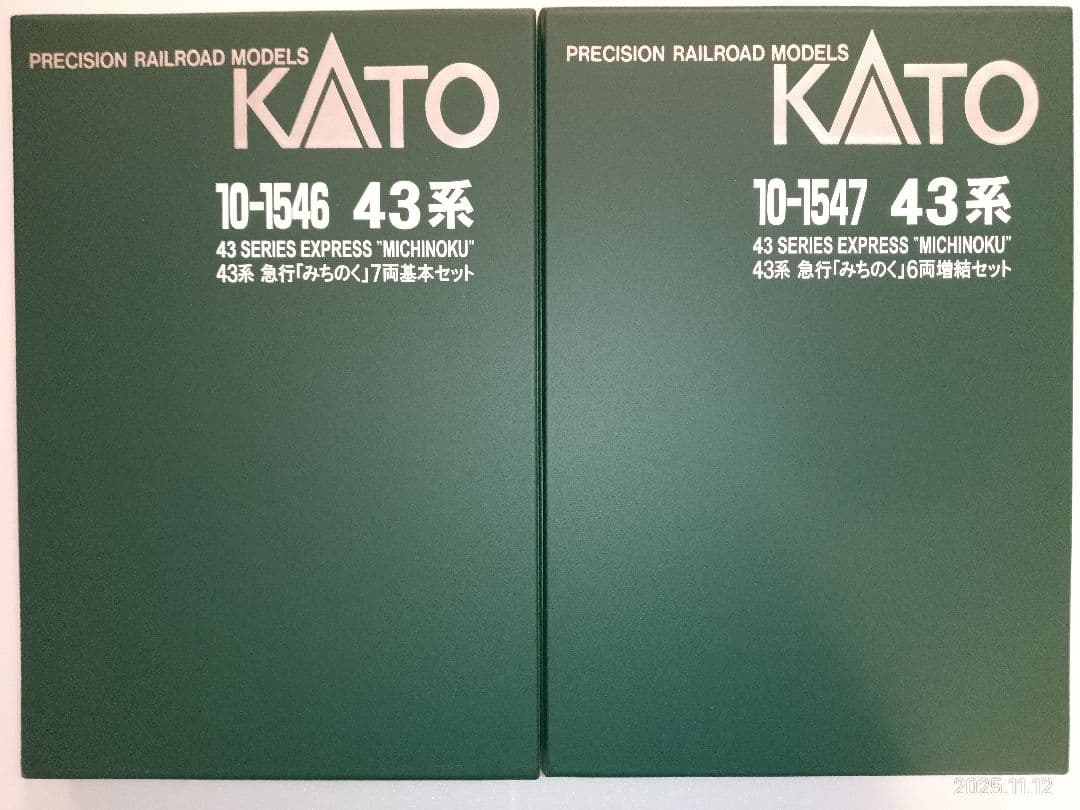 PRECISION RAILROAD MODELS
KATO
10-1546 43系
43 SERIES EXPRESS "MICHINOKU"
43系 急行「みちのく」7両基本セット
PRECISION RAILROAD MODELS
KATO
10-1547 43系
43 SERIES EXPRESS "MICHINOKU"
43系 急行「みちのく」6両増結セット
2025.11.12